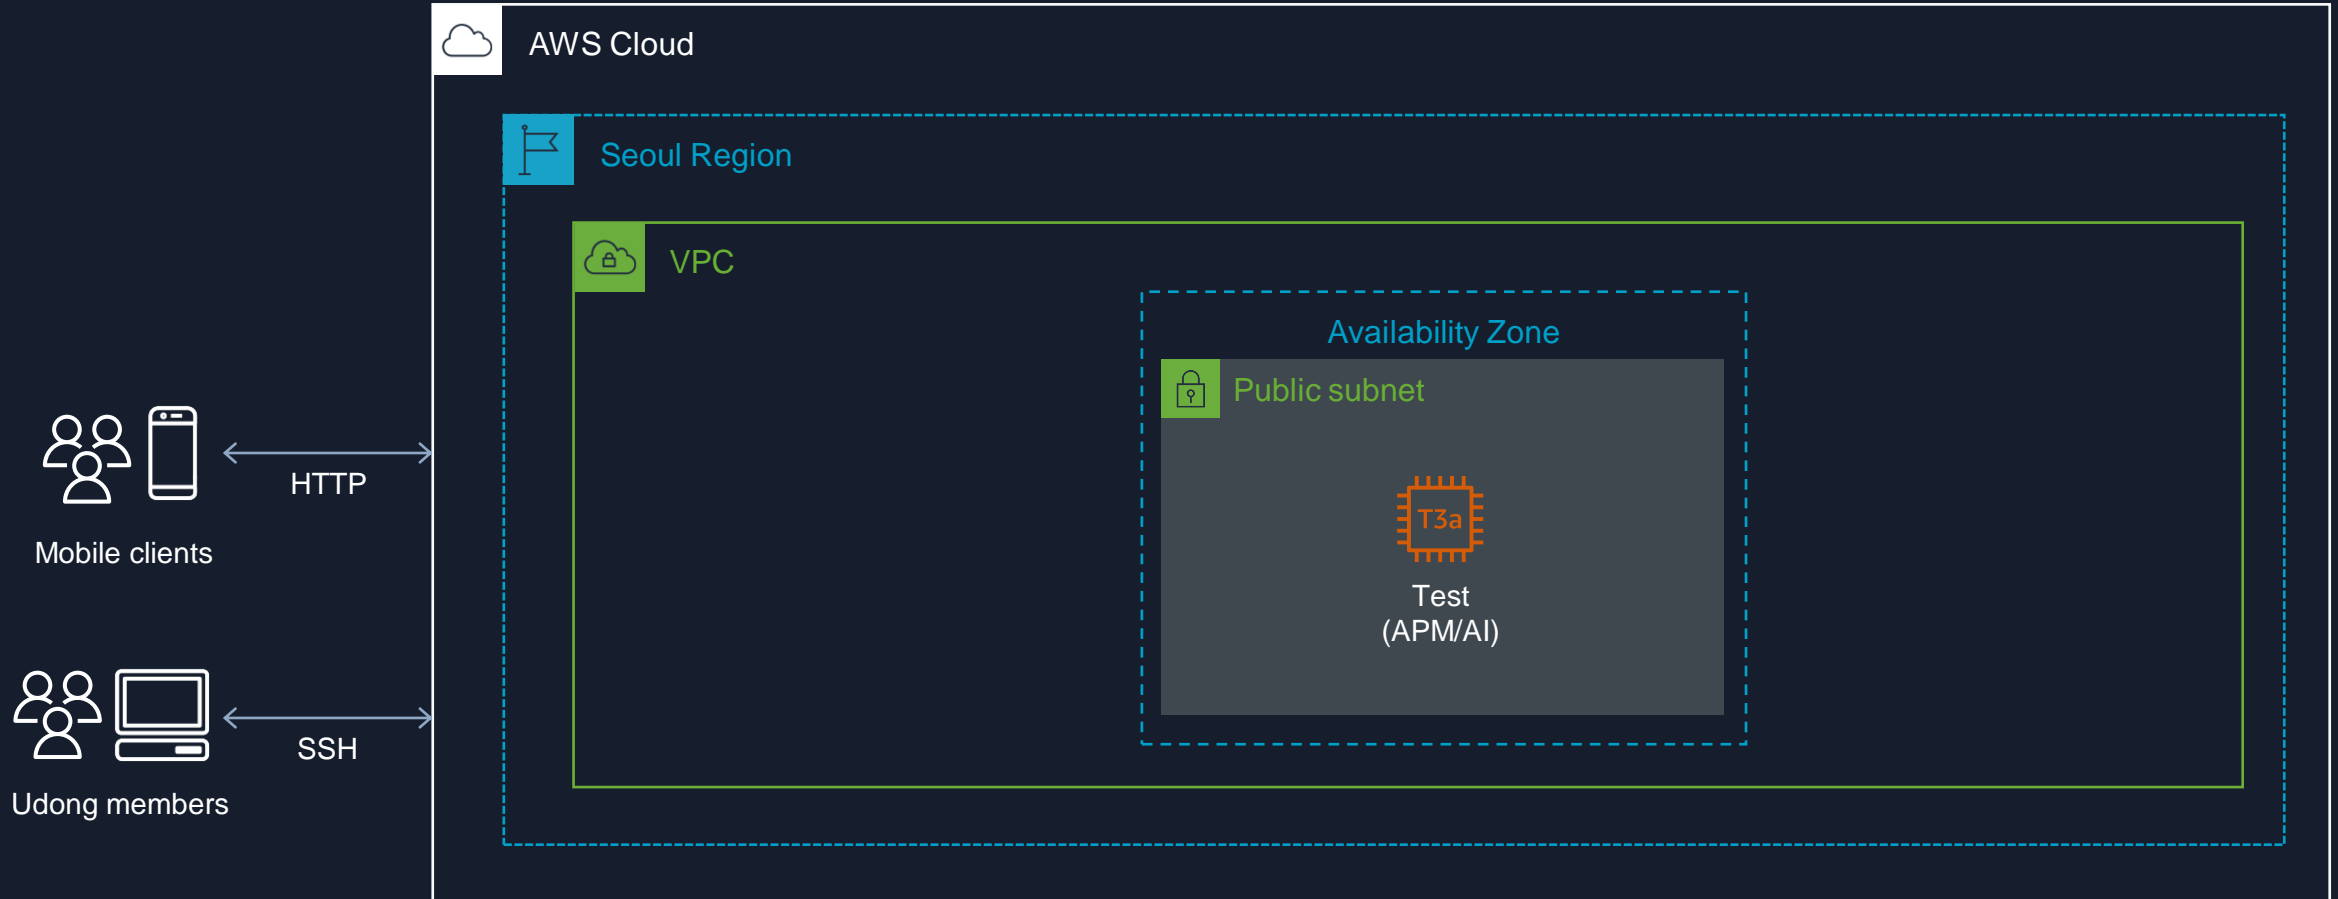 AWS Cloud
Seoul Region
VPC
Availability Zone
Public subnet
T3a
Test
(APM/AI)
HTTP
Mobile clients
SSH
Udong members